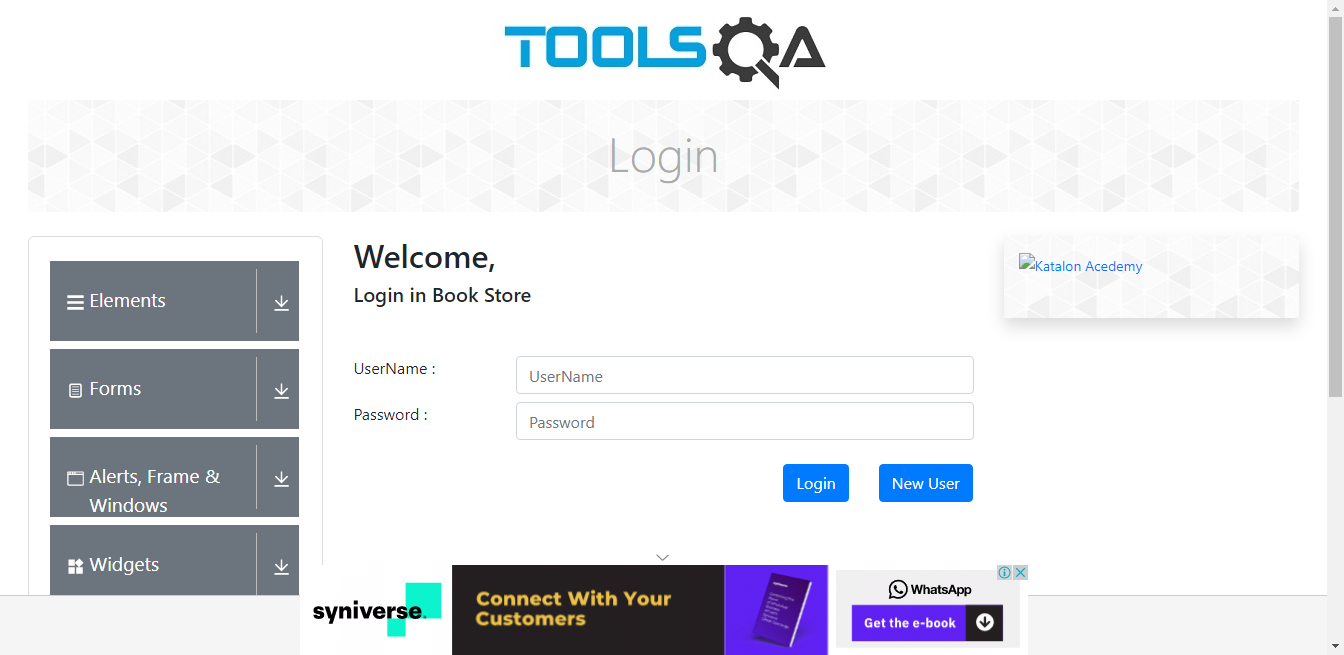 TOOLSQA
Login
Elements
Forms
Alerts, Frame &
Windows
Widgets
Welcome,
Login in Book Store
UserName :
UserName
Password :
Password
Login
New User
Katalon Acedemy
syniverse.
Connect With Your
Customers
WhatsApp
Get the e-book